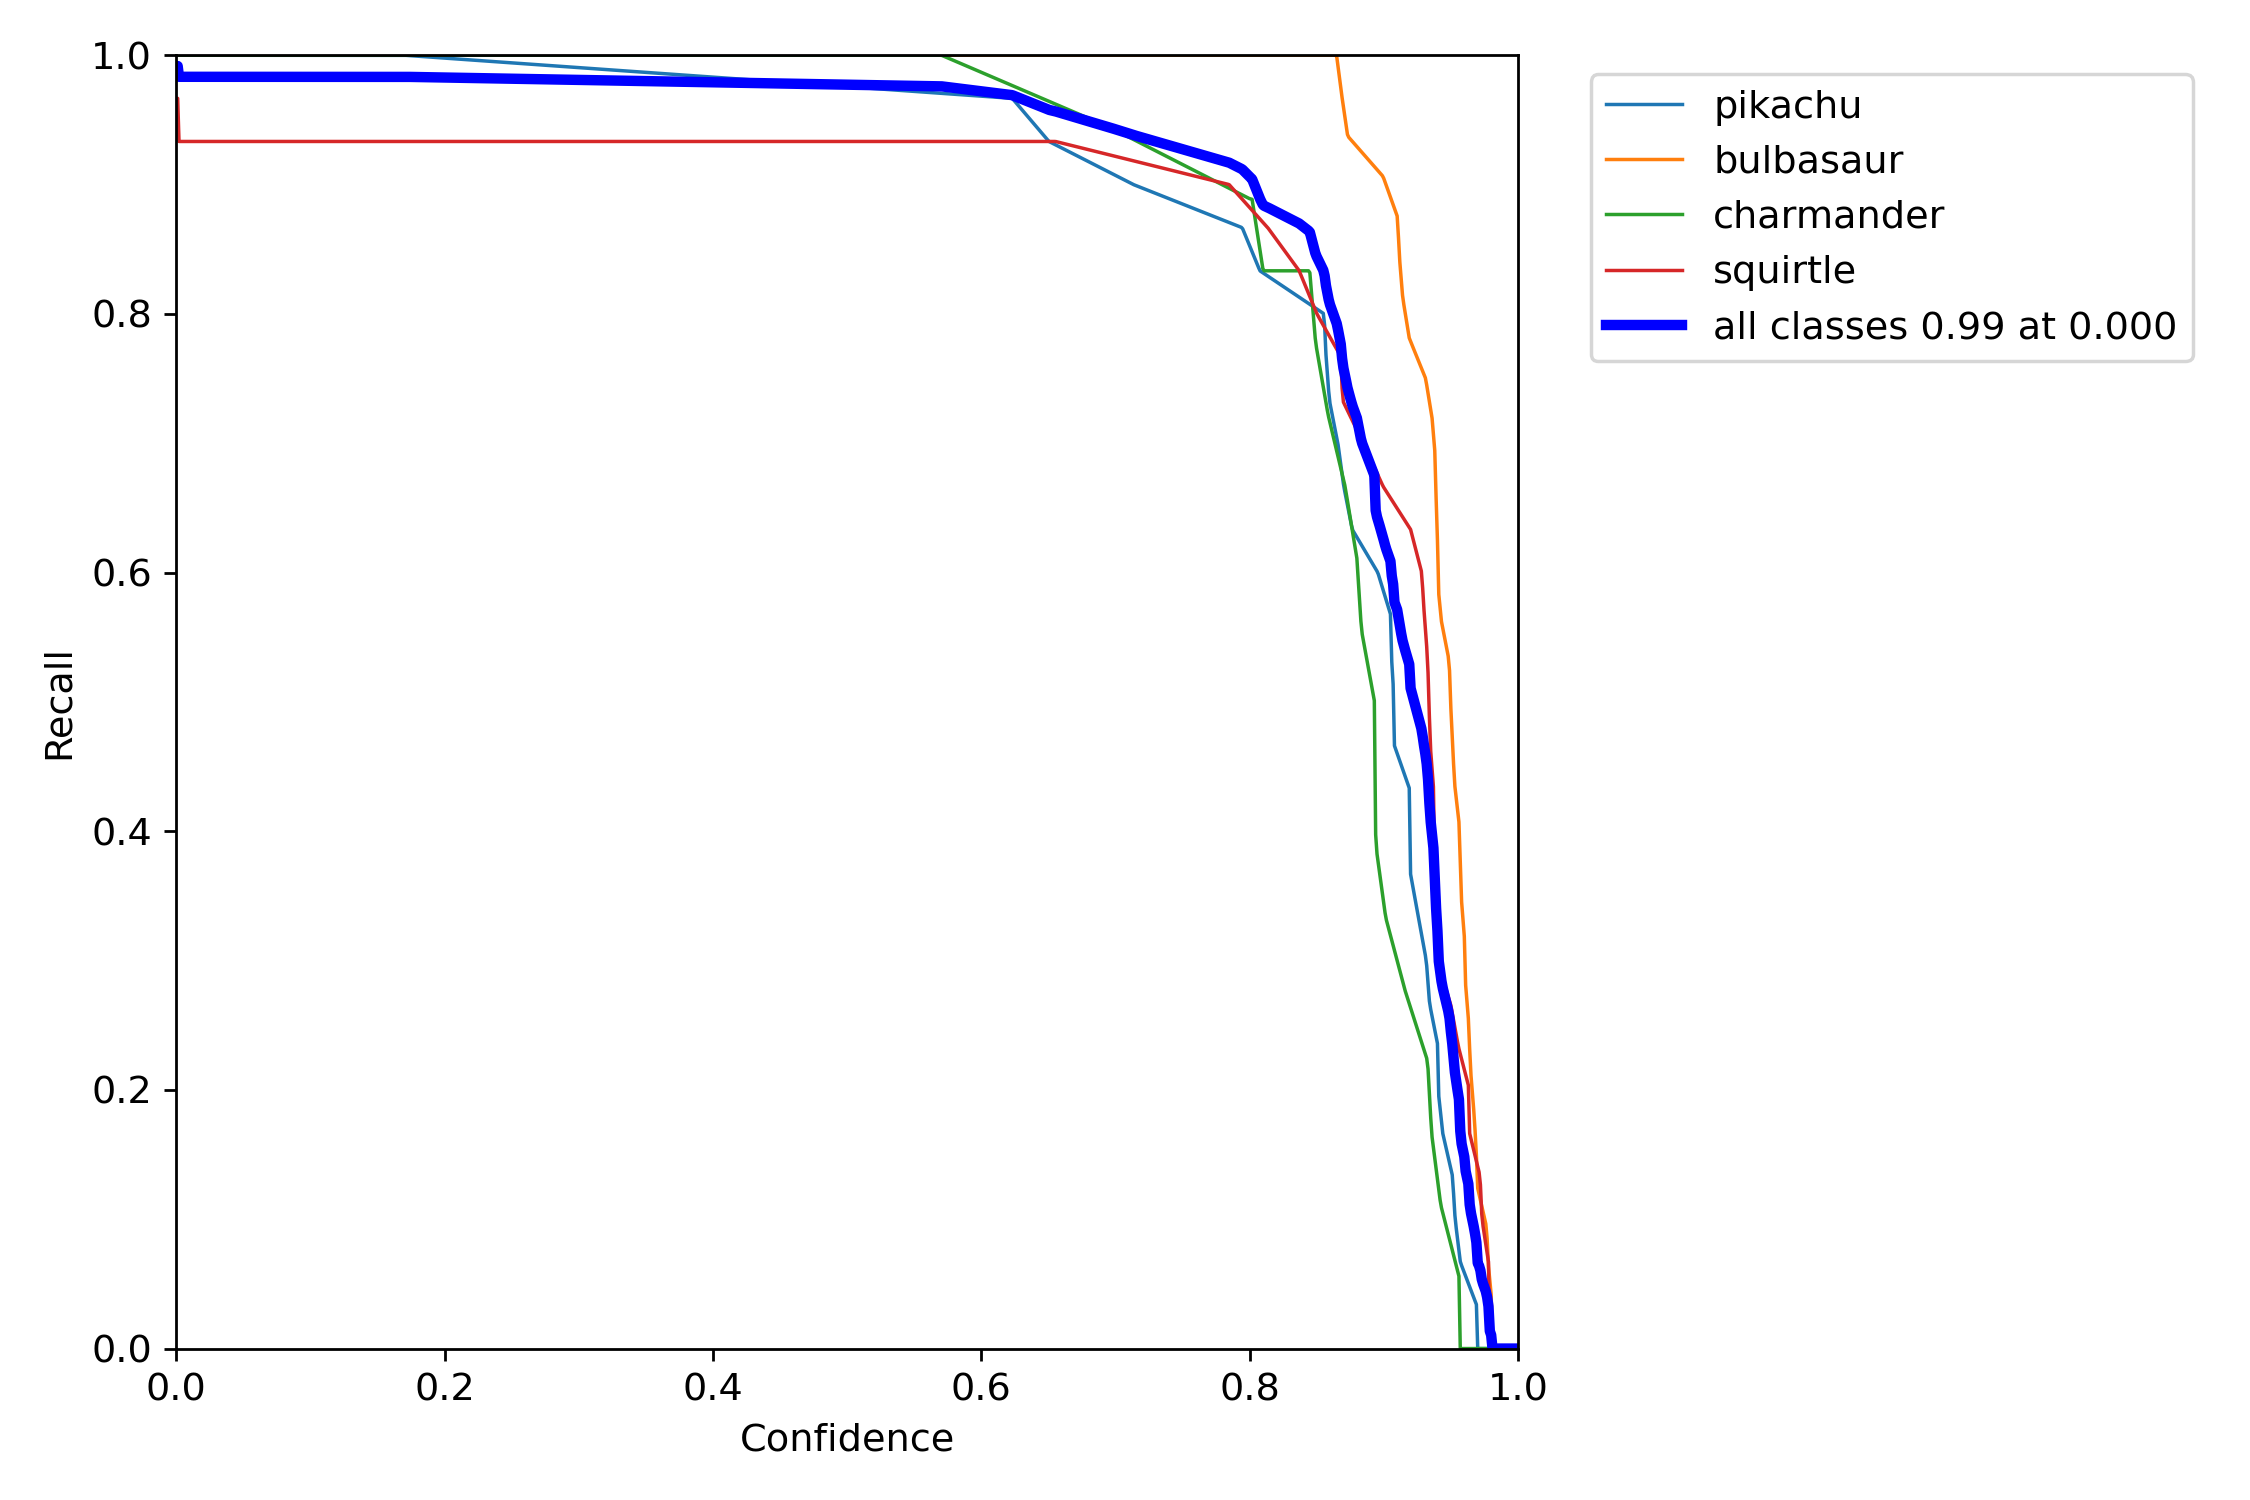 1.0
0.8
0.6
0.4
0.2
0.0
Recall
0.0 0.2 0.4 0.6 0.8 1.0
Confidence
pikachu
bulbasaur
charmander
squirtle
all classes 0.99 at 0.000